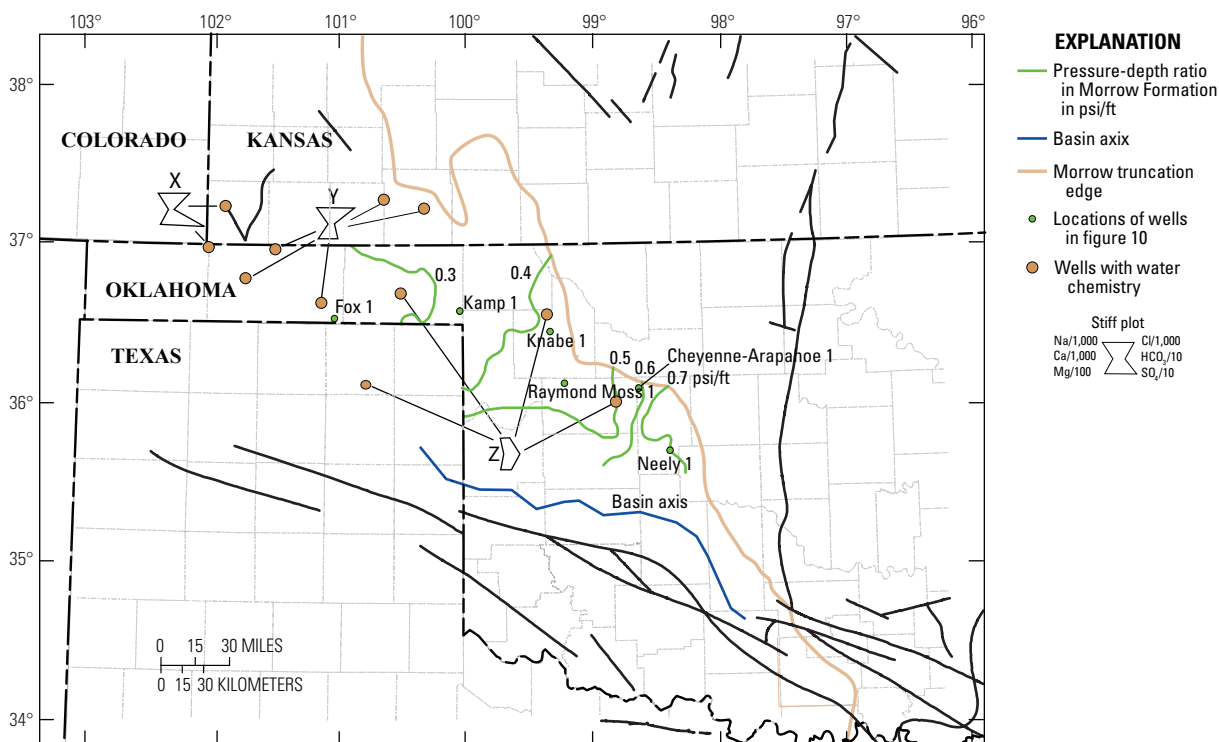 103°
102°
101°
100°
99°
98°
97°
96°
38°
37°
36°
35°
34°
COLORADO
KANSAS
X
Y
OKLAHOMA
0.3
0.4
Fox 1
Kamp 1
Knabe 1
TEXAS
0.5
0.6
Cheyenne-Arapahoe 1
0.7 psi/ft
Raymond Moss 1
Z
Neely 1
Basin axis
0 15 30 MILES
0 15 30 KILOMETERS
EXPLANATION
Pressure-depth ratio
in Morrow Formation
in psi/ft
Basin axix
Morrow truncation
edge
Locations of wells
in figure 10
Wells with water
chemistry
Stiff plot
Na/1,000 Cl/1,000
Ca/1,000 HCO₃/10
Mg/100 SO₄/10